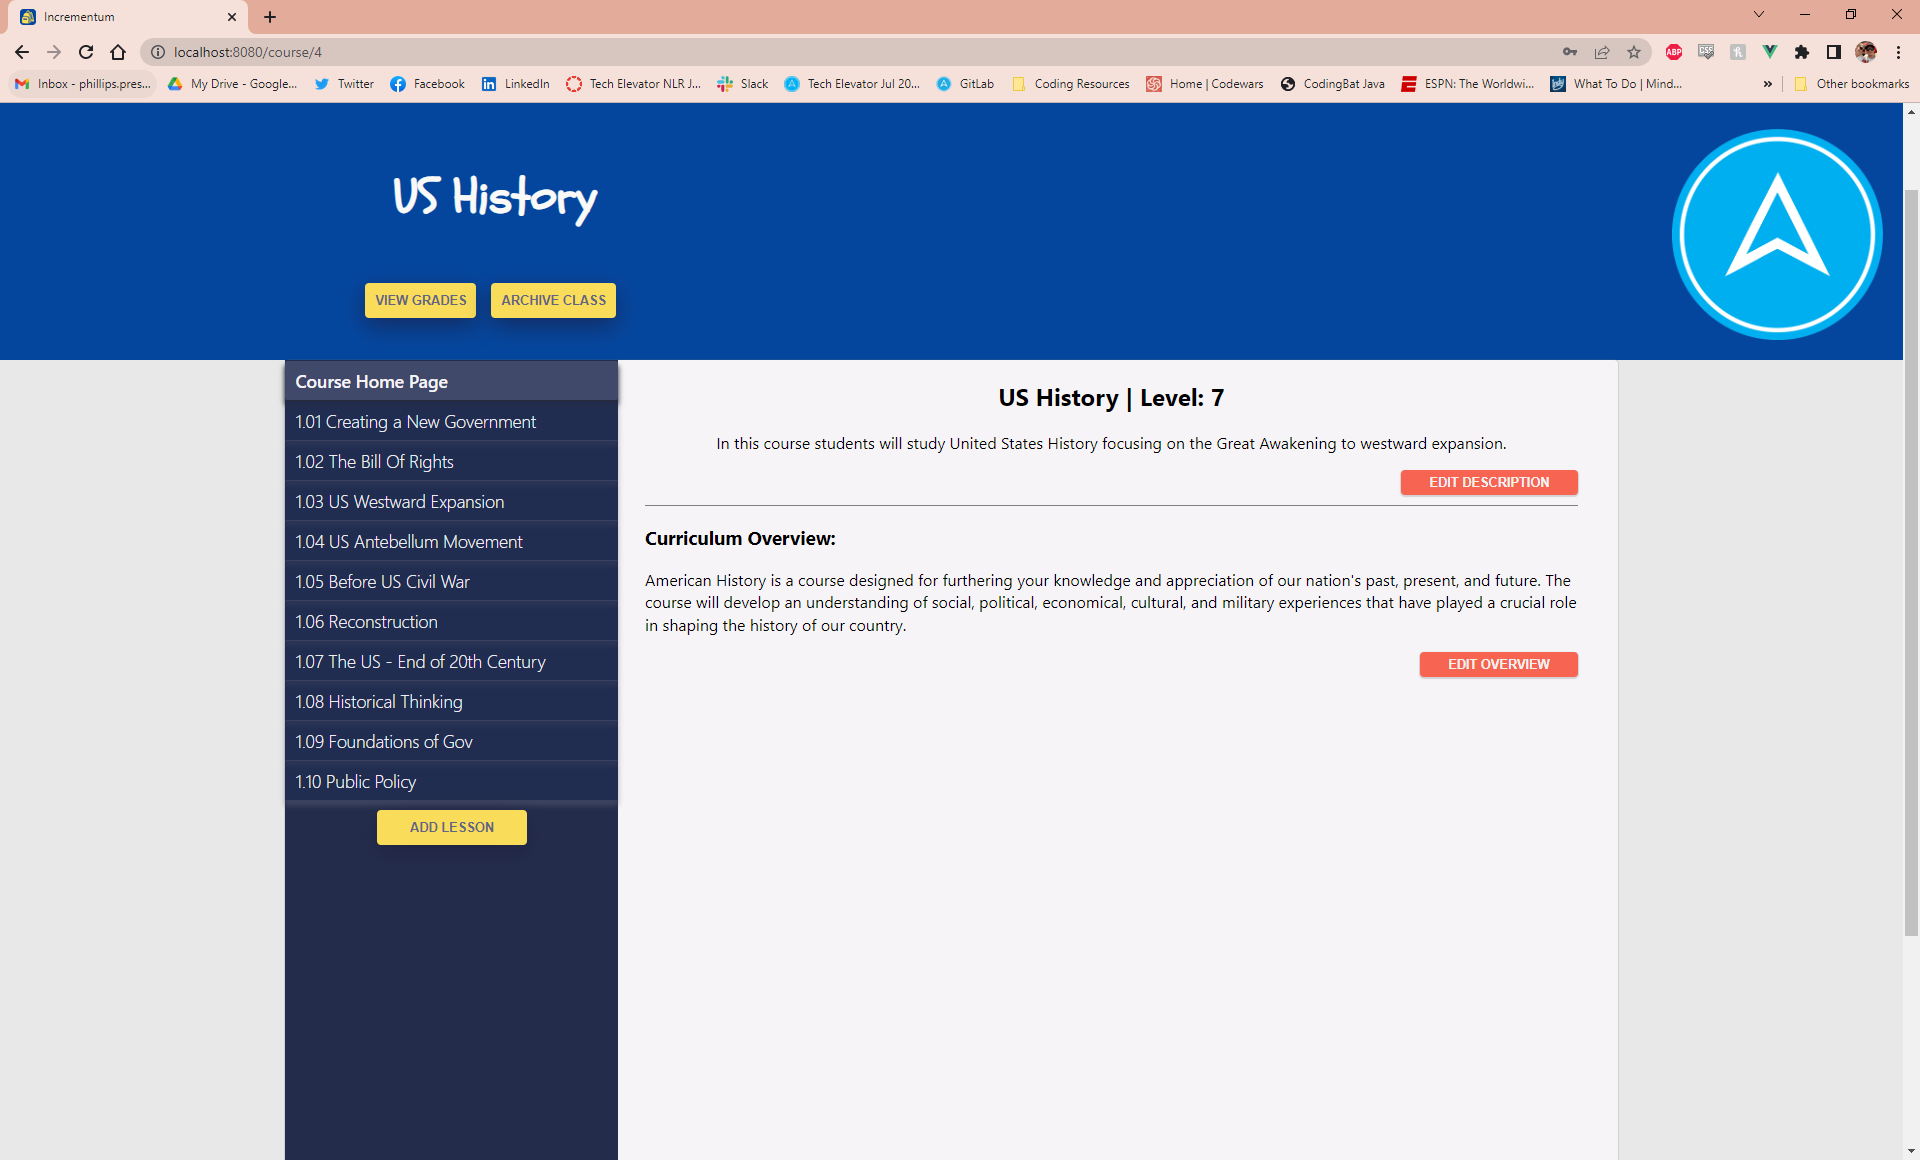 Incrementum
localhost:8080/course/4
ABP
CSS
Inbox - phillips.pres...
My Drive - Google...
Twitter
Facebook
LinkedIn
Tech Elevator NLR J...
Slack
Tech Elevator Jul 20...
GitLab
Coding Resources
Home | Codewars
CodingBat Java
ESPN: The Worldwi...
What To Do | Mind...
»
Other bookmarks
US History
VIEW GRADES
ARCHIVE CLASS
Course Home Page
1.01 Creating a New Government
1.02 The Bill Of Rights
1.03 US Westward Expansion
1.04 US Antebellum Movement
1.05 Before US Civil War
1.06 Reconstruction
1.07 The US - End of 20th Century
1.08 Historical Thinking
1.09 Foundations of Gov
1.10 Public Policy
ADD LESSON
US History | Level: 7
In this course students will study United States History focusing on the Great Awakening to westward expansion.
EDIT DESCRIPTION
Curriculum Overview:
American History is a course designed for furthering your knowledge and appreciation of our nation's past, present, and future. The
course will develop an understanding of social, political, economical, cultural, and military experiences that have played a crucial role
in shaping the history of our country.
EDIT OVERVIEW